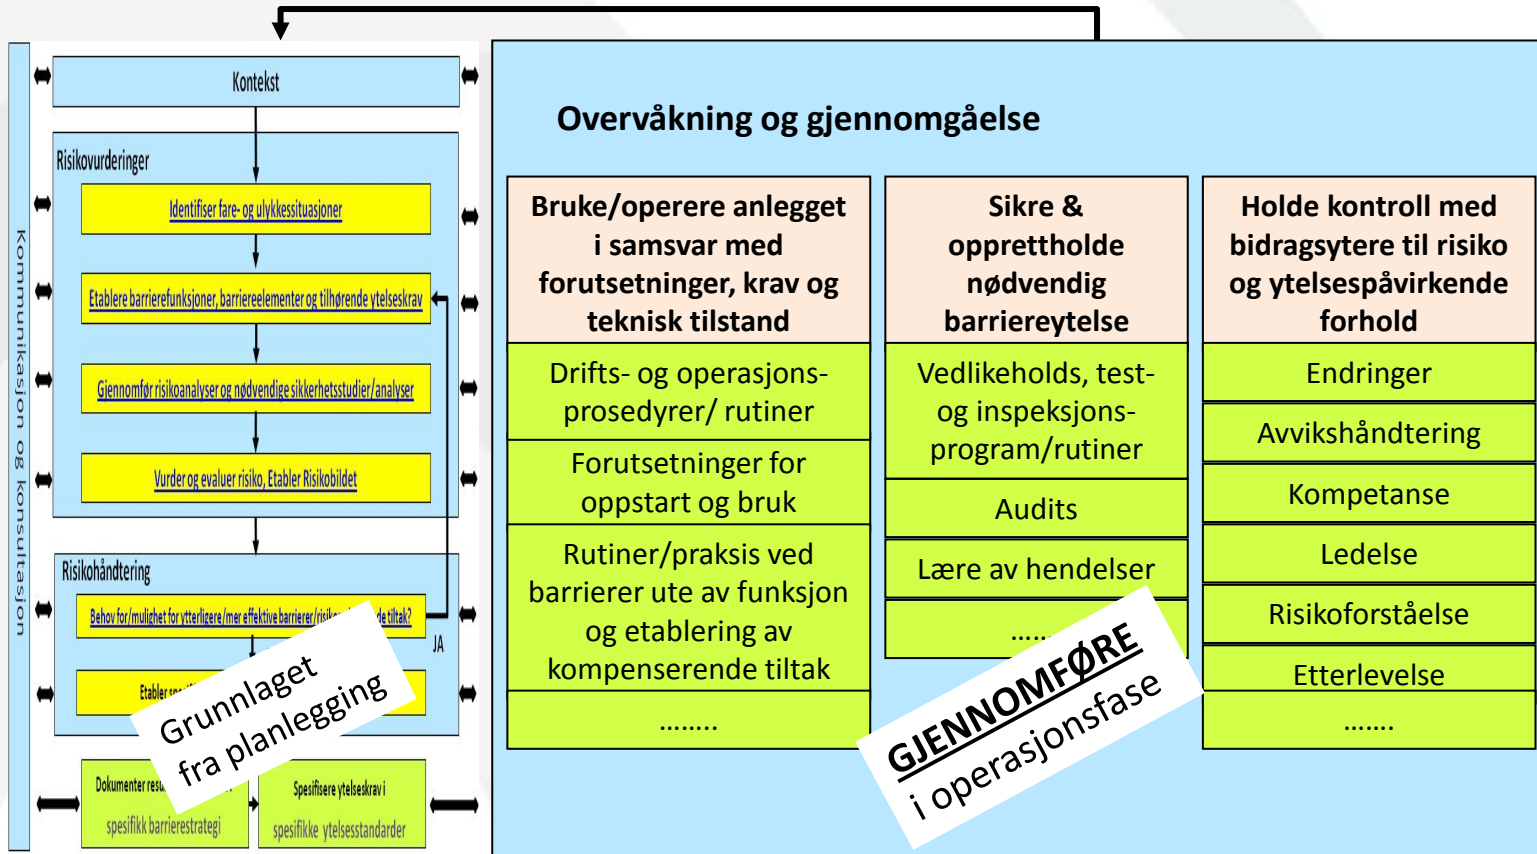 Kommunikasjon og konsultasjon
Kontekst
Risikovurderinger
Identifiser fare- og ulykkessituasjoner
Etablere barrierefunksjoner, barriereelementer og tilhørende ytelseskrav
Gjennomfør risikoanalyser og nødvendige sikkerhetsstudier/analyser
Vurder og evaluer risiko, Etabler Risikobildet
Risikohåndtering
Behov for/mulighet for ytterligere/mer effektive barrierer/
de tiltak?
JA
Etabler
Grunnlaget
fra planlegging
Dokumenter
spesifikk barrierestrategi
Spesifisere ytelseskrav i
spesifikke ytelsesstandarder
Overvåkning og gjennomgåelse
Bruke/operere anlegget
i samsvar med
forutsetninger, krav og
teknisk tilstand
Drifts- og operasjons-
prosedyrer/ rutiner
Forutsetninger for
oppstart og bruk
Rutiner/praksis ved
barrierer ute av funksjon
og etablering av
kompenserende tiltak
........
Sikre &
opprettholde
nødvendig
barriereytelse
Vedlikeholds, test-
og inspeksjons-
program/rutiner
Audits
Lære av hendelser
......
GJENNOMFØRE
i operasjonsfase
Holde kontroll med
bidragsytere til risiko
og ytelsespåvirkende
forhold
Endringer
Avvikshåndtering
Kompetanse
Ledelse
Risikoforståelse
Etterlevelse
.......